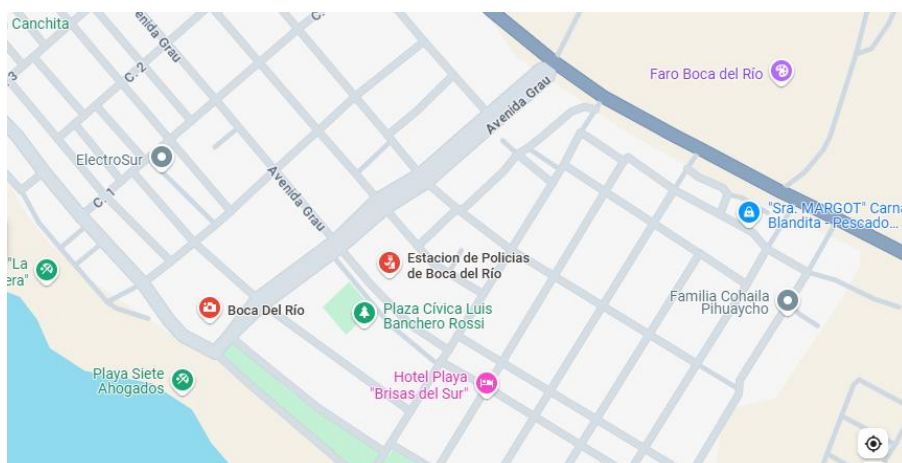 Canchita
enida Grau
C.
C. 2
3
Faro Boca del Río
Avenida Grau
ElectroSur
C. 1
Avenida Grau
"Sra. MARGOT" Carna
Blandita - Pescado...
"La
era"
Estacion de Policias
de Boca del Río
Boca Del Río
Plaza Cívica Luis
Banchero Rossi
Familia Cohaila
Pihuaycho
Playa Siete
Ahogados
Hotel Playa
"Brisas del Sur"